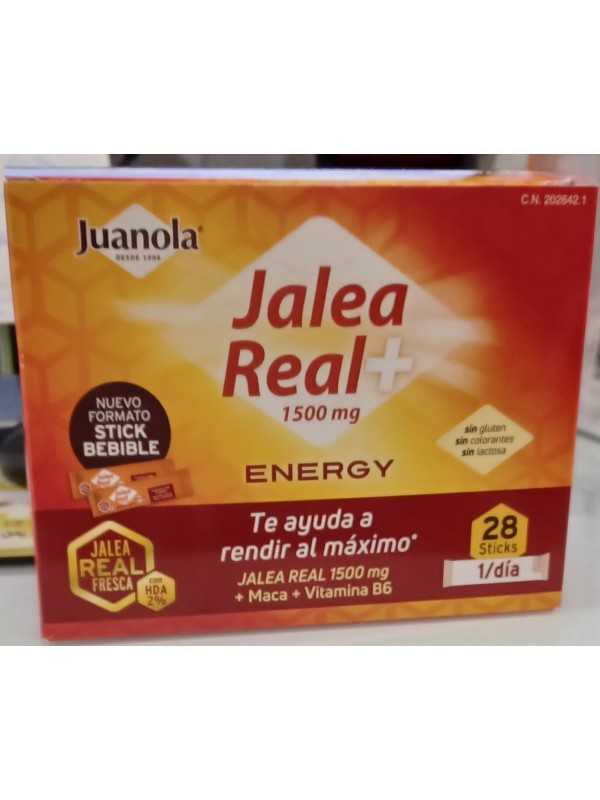 C.N. 202642.1
Juanola®
DESDE 1906
Jalea
Real+
1500 mg
ENERGY
NUEVO
FORMATO
STICK
BEBIBLE
sin gluten
sin colorantes
sin lactosa
Te ayuda a
rendir al máximo*
JALEA REAL 1500 mg
+ Maca + Vitamina B6
JALEA
REAL
FRESCA
con
HDA
2%
28
Sticks
1/día